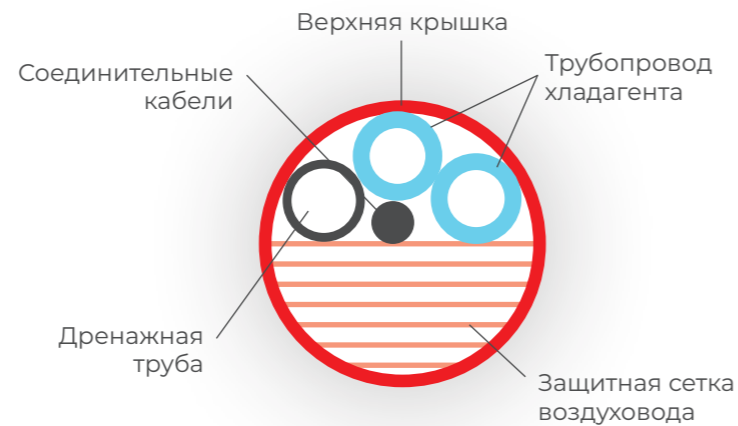 Верхняя крышка
Соединительные
кабели
Трубопровод
хладагента
Дренажная
труба
Защитная сетка
воздуховода